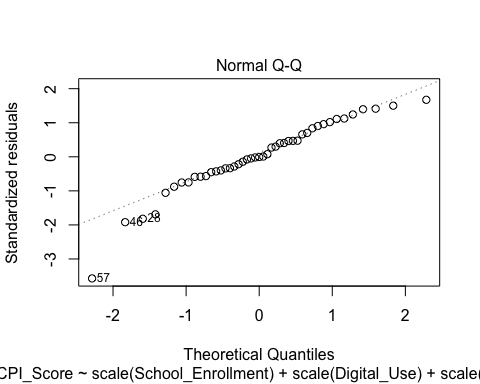 Normal Q-Q
Standardized residuals
2
1
0
-1
-2
-3
46
28
57
-2 -1 0 1 2
Theoretical Quantiles
CPI_Score ~ scale(School_Enrollment) + scale(Digital_Use) + scale(